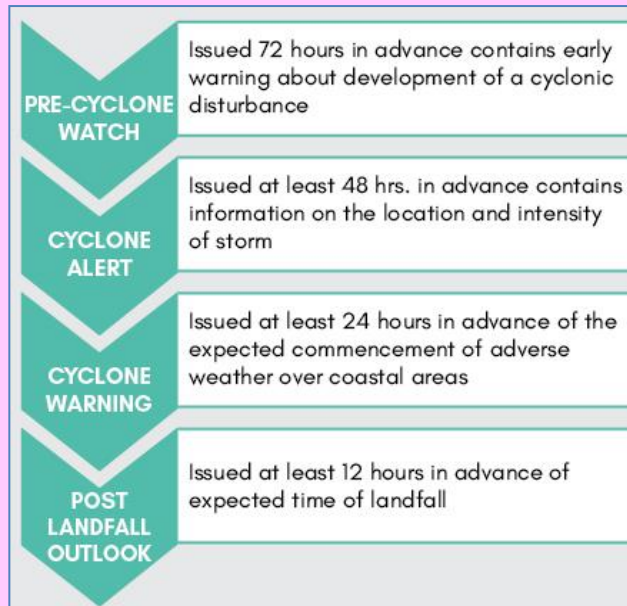 PRE-CYCLONE
WATCH
Issued 72 hours in advance contains early
warning about development of a cyclonic
disturbance
CYCLONE
ALERT
Issued at least 48 hrs. in advance contains
information on the location and intensity
of storm
CYCLONE
WARNING
Issued at least 24 hours in advance of the
expected commencement of adverse
weather over coastal areas
POST
LANDFALL
OUTLOOK
Issued at least 12 hours in advance of
expected time of landfall